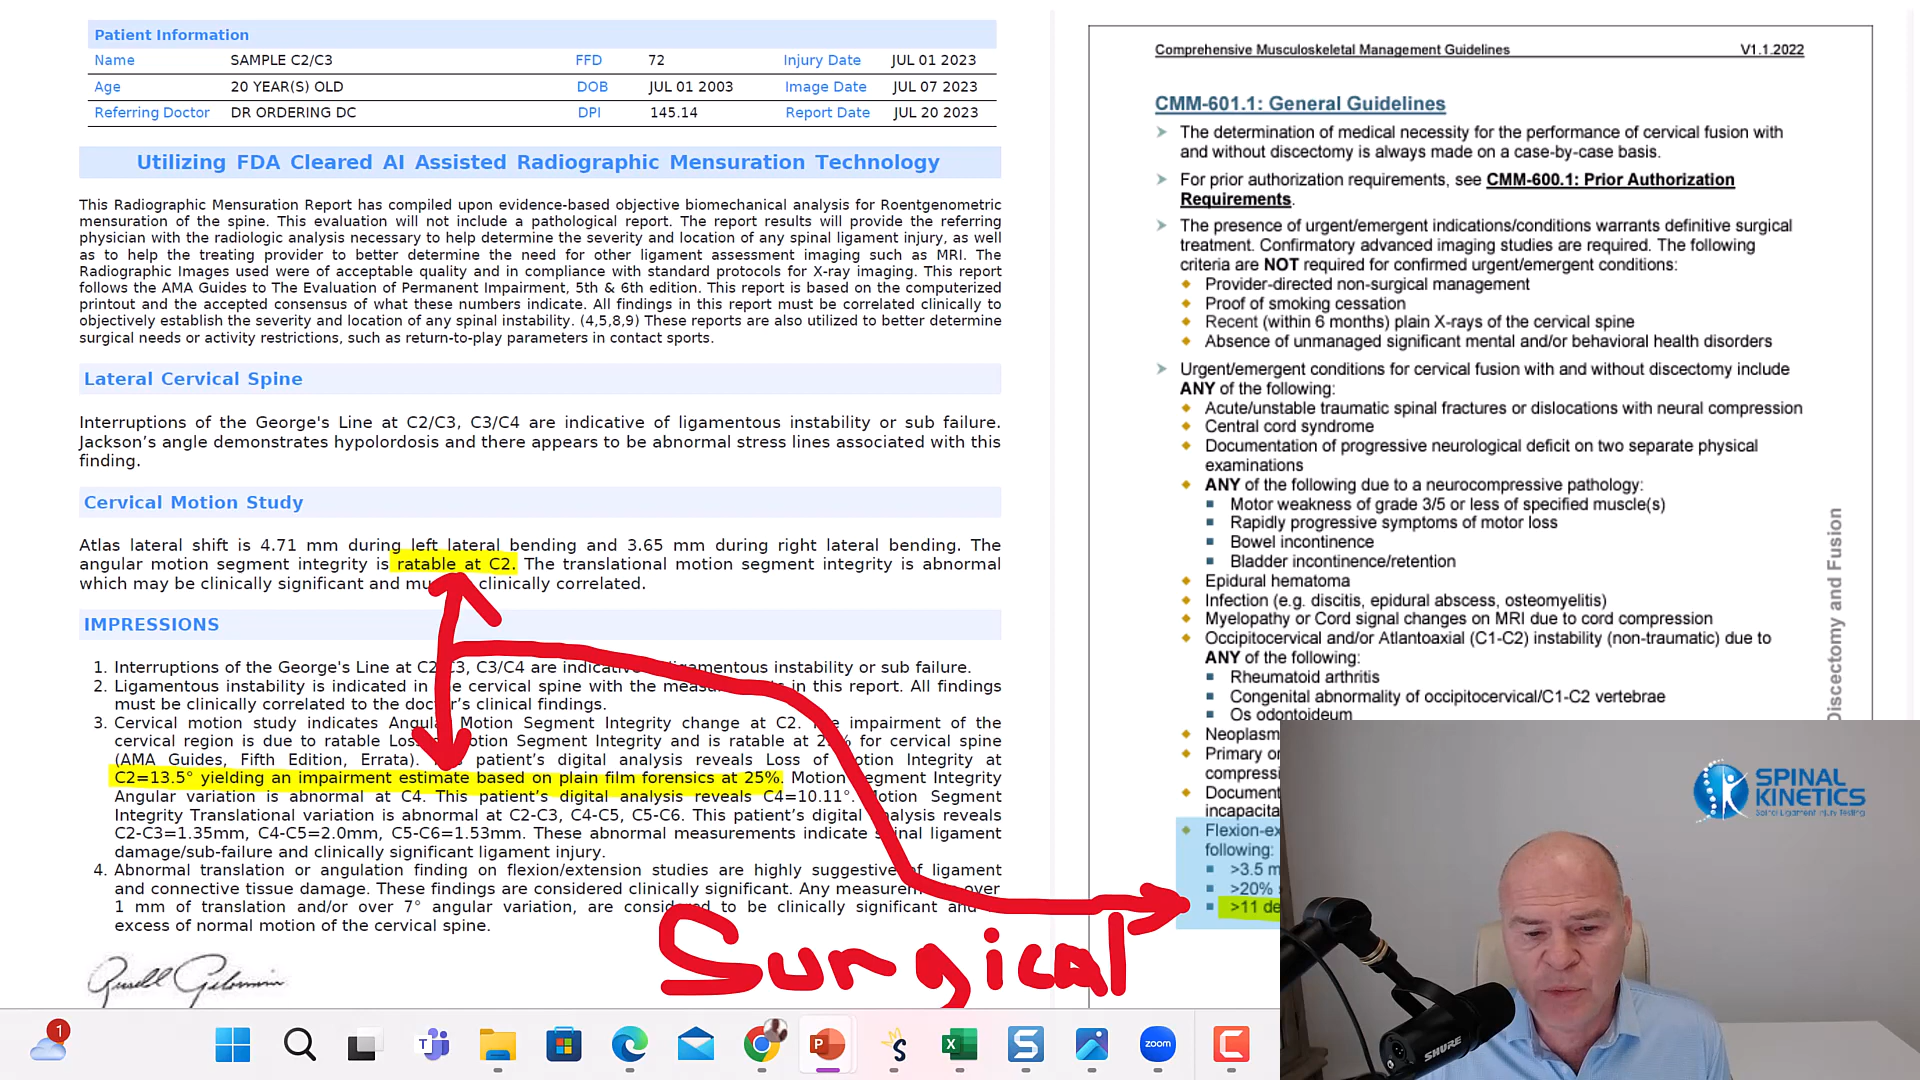 Patient Information
Name SAMPLE C2/C3 FFD 72 Injury Date JUL 01 2023
Age 20 YEAR(S) OLD DOB JUL 01 2003 Image Date JUL 07 2023
Referring Doctor DR ORDERING DC DPI 145.14 Report Date JUL 20 2023
Utilizing FDA Cleared AI Assisted Radiographic Mensuration Technology
This Radiographic Mensuration Report has compiled upon evidence-based objective biomechanical analysis for Roentgenometric
mensuration of the spine. This evaluation will not include a pathological report. The report results will provide the referring
physician with the radiologic analysis necessary to help determine the severity and location of any spinal ligament injury, as well
as to help the treating provider to better determine the need for other ligament assessment imaging such as MRI. The
Radiographic Images used were of acceptable quality and in compliance with standard protocols for X-ray imaging. This report
follows the AMA Guides to The Evaluation of Permanent Impairment, 5th & 6th edition. This report is based on the computerized
printout and the accepted consensus of what these numbers indicate. All findings in this report must be correlated clinically to
objectively establish the severity and location of any spinal instability. (4,5,8,9) These reports are also utilized to better determine
surgical needs or activity restrictions, such as return-to-play parameters in contact sports.
Lateral Cervical Spine
Interruptions of the George's Line at C2/C3, C3/C4 are indicative of ligamentous instability or sub failure.
Jackson's angle demonstrates hypolordosis and there appears to be abnormal stress lines associated with this
finding.
Cervical Motion Study
Atlas lateral shift is 4.71 mm during left lateral bending and 3.65 mm during right lateral bending. The
angular motion segment integrity is ratable at C2. The translational motion segment integrity is abnormal
which may be clinically significant and clinically correlated.
IMPRESSIONS
1. Interruptions of the George's Line at C3, C3/C4 are ligamentous instability or sub failure.
2. Ligamentous instability is indicated in cervical spine with the in this report. All findings
must be clinically correlated to the doctor's clinical findings.
3. Cervical motion study indicates Angular Motion Segment Integrity change at C2. impairment of the
cervical region is due to ratable Motion Segment Integrity and is ratable at for cervical spine
(AMA Guides, Fifth Edition, Errata). patient's digital analysis reveals Loss of Motion Integrity at
C2=13.5° yielding an impairment estimate based on plain film forensics at 25%. Motion Segment Integrity
Angular variation is abnormal at C4. This patient's digital analysis reveals C4=10.11°. Motion Segment
Integrity Translational variation is abnormal at C2-C3, C4-C5, C5-C6. This patient's digital analysis reveals
C2-C3=1.35mm, C4-C5=2.0mm, C5-C6=1.53mm. These abnormal measurements indicate spinal ligament
damage/sub-failure and clinically significant ligament injury.
4. Abnormal translation or angulation finding on flexion/extension studies are highly suggestive of ligament
and connective tissue damage. These findings are considered clinically significant. Any measurements over
1 mm of translation and/or over 7° angular variation, are considered to be clinically significant and
excess of normal motion of the cervical spine.
Surgical
Comprehensive Musculoskeletal Management Guidelines V1.1.2022
CMM-601.1: General Guidelines
The determination of medical necessity for the performance of cervical fusion with
and without discectomy is always made on a case-by-case basis.
For prior authorization requirements, see CMM-600.1: Prior Authorization
Requirements.
The presence of urgent/emergent indications/conditions warrants definitive surgical
treatment. Confirmatory advanced imaging studies are required. The following
criteria are NOT required for confirmed urgent/emergent conditions:
Provider-directed non-surgical management
Proof of smoking cessation
Recent (within 6 months) plain X-rays of the cervical spine
Absence of unmanaged significant mental and/or behavioral health disorders
Urgent/emergent conditions for cervical fusion with and without discectomy include
ANY of the following:
Acute/unstable traumatic spinal fractures or dislocations with neural compression
Central cord syndrome
Documentation of progressive neurological deficit on two separate physical
examinations
ANY of the following due to a neurocompressive pathology:
Motor weakness of grade 3/5 or less of specified muscle(s)
Rapidly progressive symptoms of motor loss
Bowel incontinence
Bladder incontinence/retention
Epidural hematoma
Infection (e.g. discitis, epidural abscess, osteomyelitis)
Myelopathy or Cord signal changes on MRI due to cord compression
Occipitocervical and/or Atlantoaxial (C1-C2) instability (non-traumatic) due to
ANY of the following:
Rheumatoid arthritis
Congenital abnormality of occipitocervical/C1-C2 vertebrae
Os odontoideum
Neoplasm
Primary or
compressi
Document
incapacita
Flexion-ex
following:
>3.5 m
>20%
>11 de
Discectomy and Fusion
SPINAL
KINETICS
Spinal Ligament Injury Testing
SHURE
1
zoom